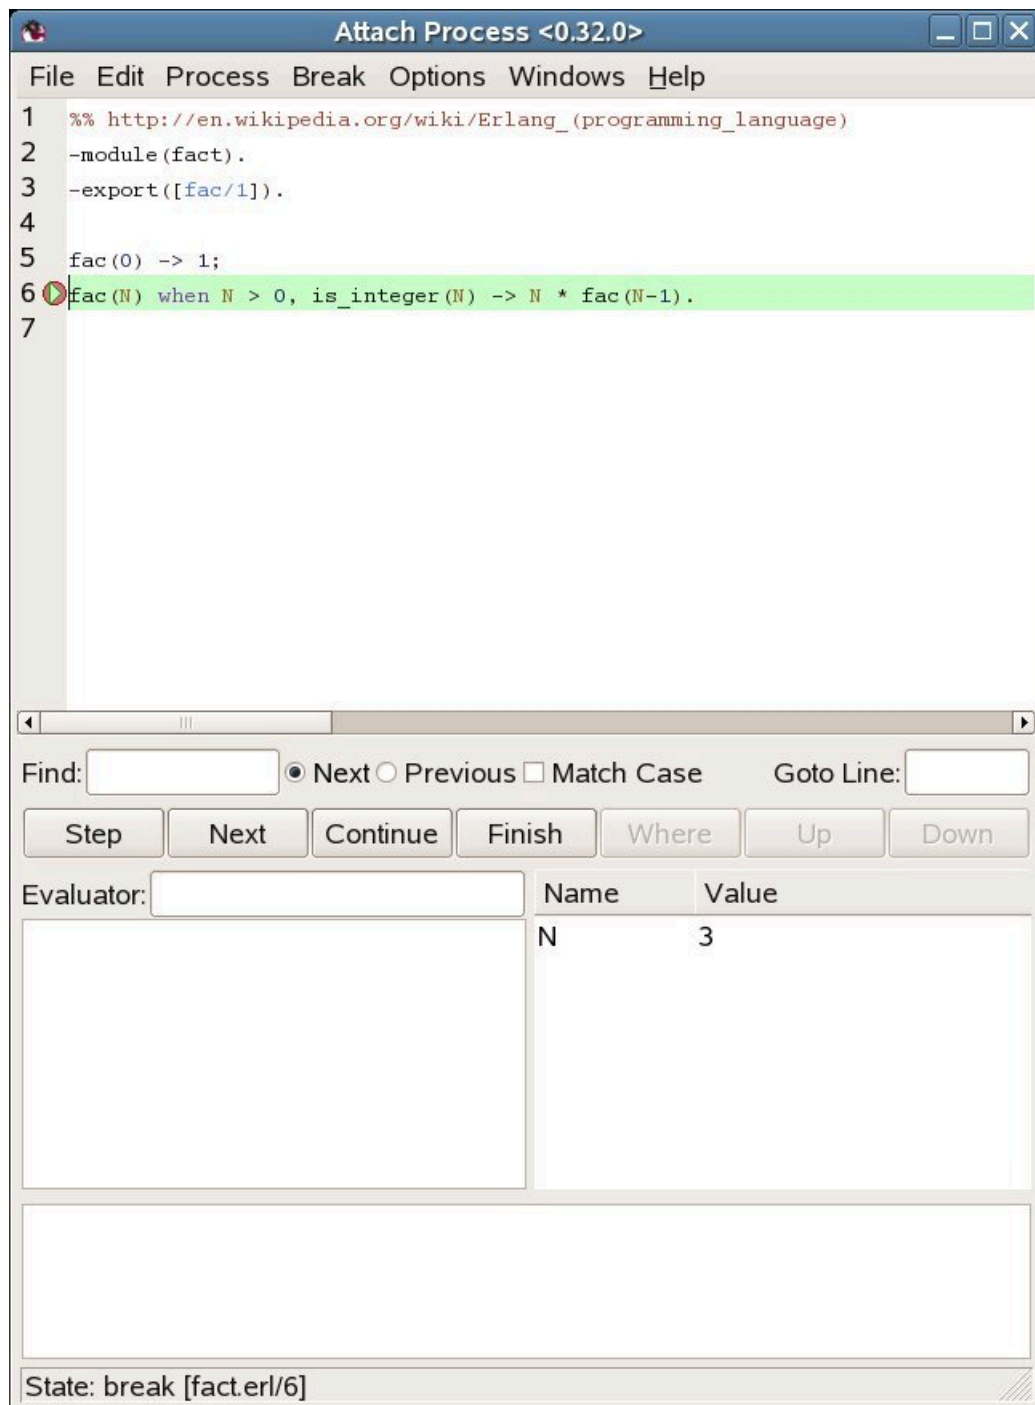 Attach Process <0.32.0>
File Edit Process Break Options Windows Help
1 %% http://en.wikipedia.org/wiki/Erlang_(programming_language)
2 -module(fact).
3 -export([fac/1]).
4
5 fac(0) -> 1;
6 fac(N) when N > 0, is_integer(N) -> N * fac(N-1).
7
Find: Next Previous Match Case Goto Line:
Step Next Continue Finish Where Up Down
Evaluator: Name Value
N 3
State: break [fact.erl/6]